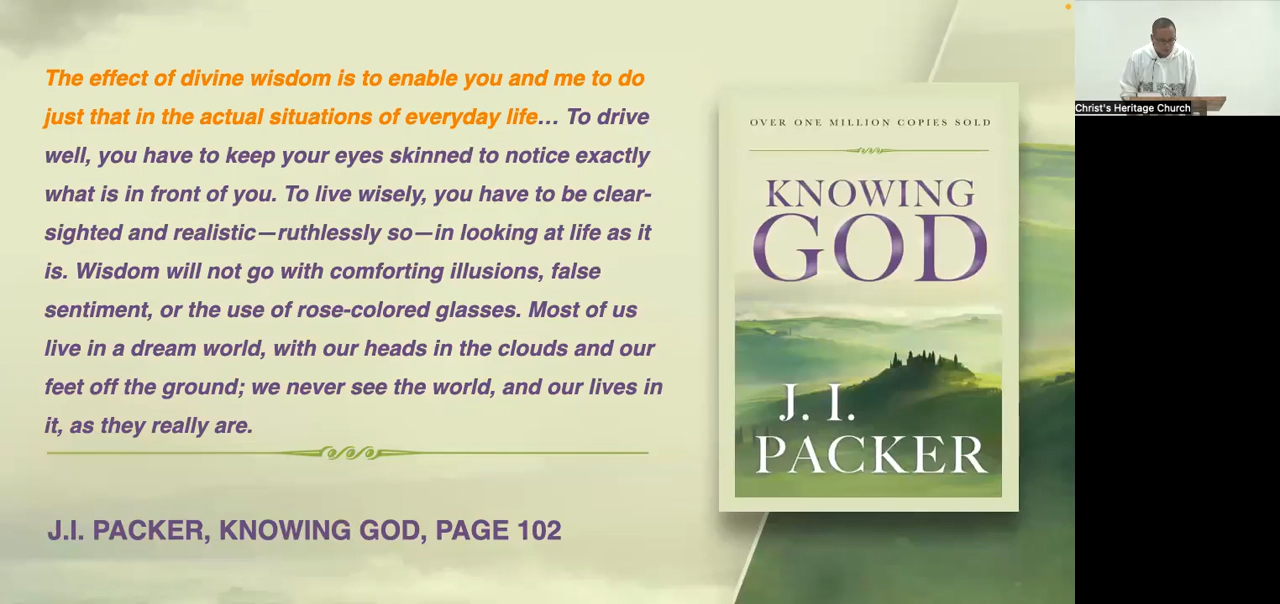 The effect of divine wisdom is to enable you and me to do
just that in the actual situations of everyday life... To drive
well, you have to keep your eyes skinned to notice exactly
what is in front of you. To live wisely, you have to be clear-
sighted and realistic—ruthlessly so—in looking at life as it
is. Wisdom will not go with comforting illusions, false
sentiment, or the use of rose-colored glasses. Most of us
live in a dream world, with our heads in the clouds and our
feet off the ground; we never see the world, and our lives in
it, as they really are.
J.I. PACKER, KNOWING GOD, PAGE 102
OVER ONE MILLION COPIES SOLD
KNOWING
GOD
J. I.
PACKER
Christ's Heritage Church